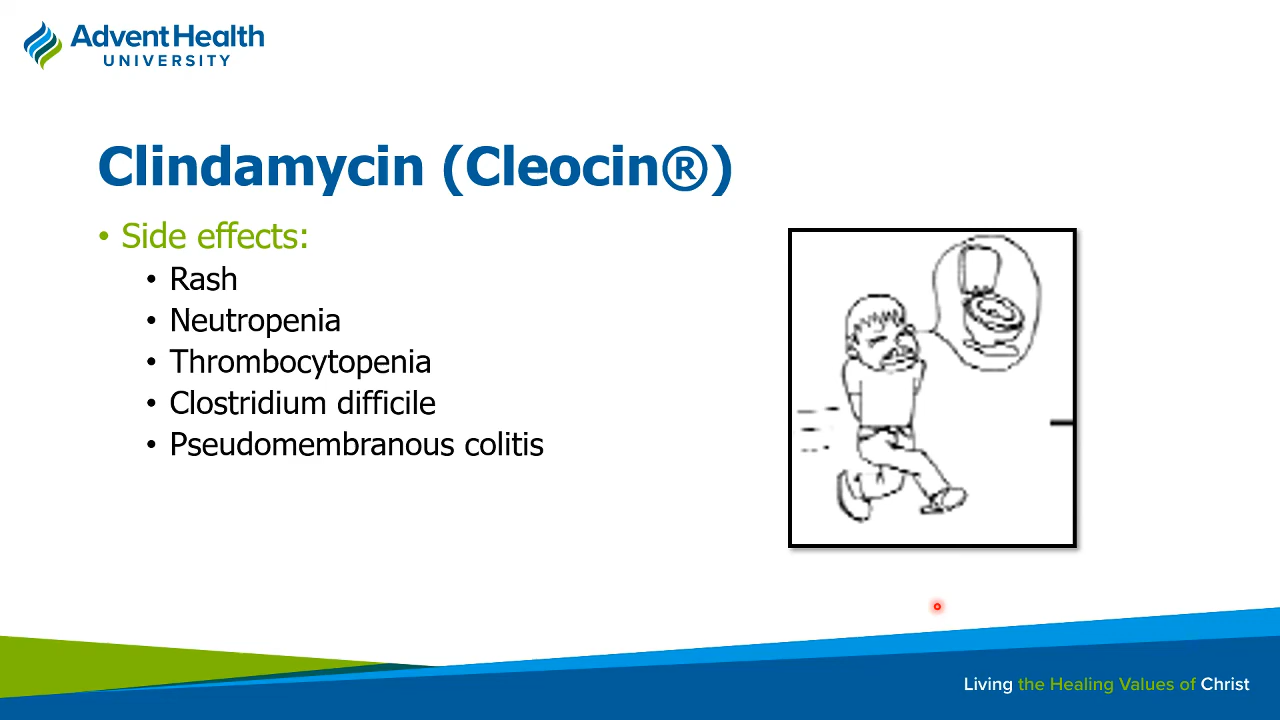 AdventHealth
UNIVERSITY
Clindamycin (Cleocin®)
• Side effects:
• Rash
• Neutropenia
• Thrombocytopenia
• Clostridium difficile
• Pseudomembranous colitis
Living the Healing Values of Christ